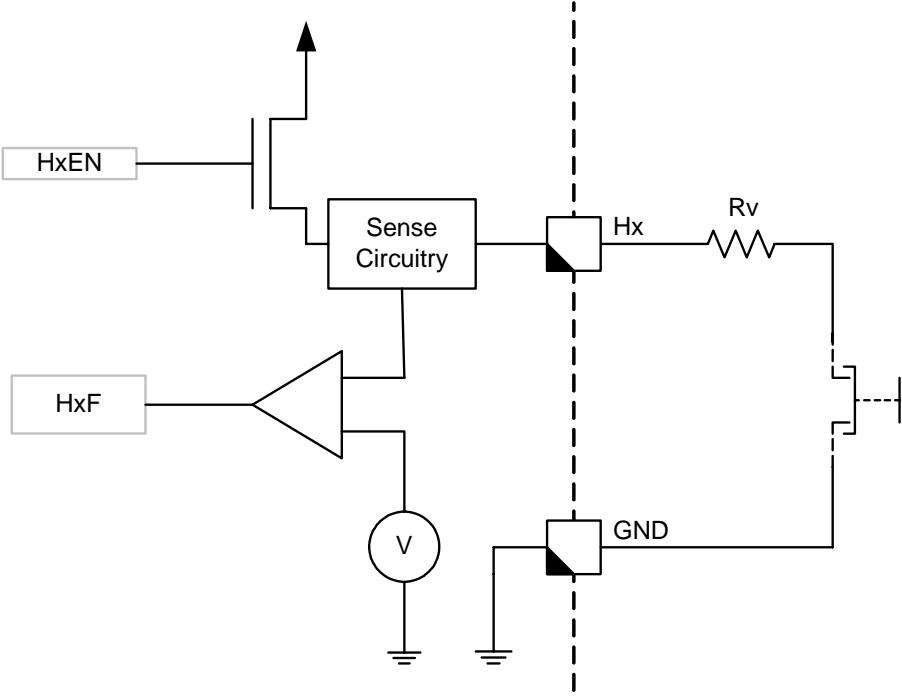 HxEN
Sense
Circuitry
Hx
Rv
HxF
GND
V